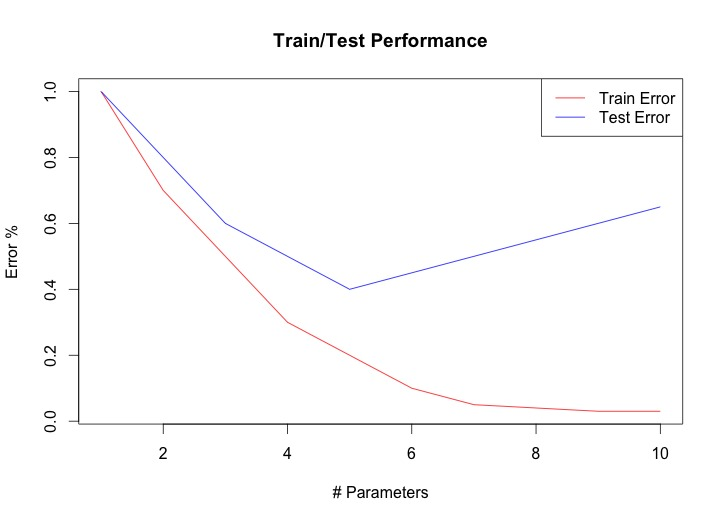 Train/Test Performance
Train Error
Test Error
Error %
1.0
0.8
0.6
0.4
0.2
0.0
2 4 6 8 10
# Parameters